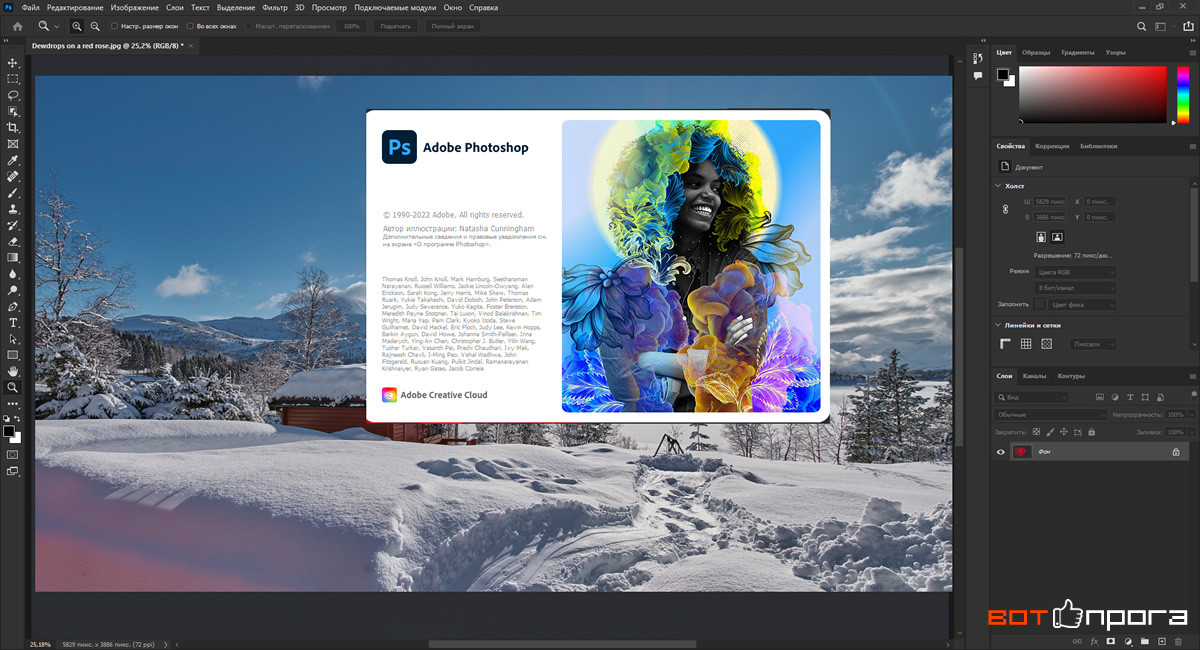 Ps
Файл Редактирование Изображение Слои Текст Выделение Фильтр 3D Просмотр Подключаемые модули Окно Справка
Настр. размер окон
Во всех окнах
Масшт. перетаскиванием
100%
Подогнать
Полный экран
Dewdrops on a red rose.jpg @ 25,2% (RGB/8) * ×
Ps Adobe Photoshop
© 1990-2022 Adobe. All rights reserved.
Автор иллюстрации: Natasha Cunningham
Дополнительные сведения и правовые уведомления см.
на экране «О программе Photoshop».
Thomas Knoll, John Knoll, Mark Hamburg, Seetharaman
Narayanan, Russell Williams, Jackie Lincoln-Owyang, Alan
Erickson, Sarah Kong, Jerry Harris, Mike Shaw, Thomas
Ruark, Yukie Takahashi, David Dobish, John Peterson, Adam
Jerugim, Judy Severance, Yuko Kagita, Foster Brereton,
Meredith Payne Stotzner, Tai Luxon, Vinod Balakrishnan, Tim
Wright, Maria Yap, Pam Clark, Kyoko Itoda, Steve
Guilhamet, David Hackel, Eric Floch, Judy Lee, Kevin Hopps,
Barkin Aygun, David Howe, Johanna Smith-Palliser, Irina
Maderych, Ying-An Chen, Christopher J. Butler, Yilin Wang,
Tushar Turkar, Vasanth Pai, Prachi Chaudhari, Ivy Mak,
Rajneesh Chavli, I-Ming Pao, Vishal Wadhwa, John
Fitzgerald, Ruxuan Kuang, Pulkit Jindal, Ramanarayanan
Krishnaiyer, Ryan Gates, Jacob Correia
Adobe Creative Cloud
Цвет Образцы Градиенты Узоры
Свойства Коррекция Библиотеки
Документ
Холст
Ш 5829 пикс. X 0 пикс.
В 3886 пикс. Y 0 пикс.
Разрешение: 72 пикс/дю...
Режим Цвета RGB
8 бит/канал
Заполнить Цвет фона
Линейки и сетки
Пикселы
Слои Каналы Контуры
Вид
Обычные Непрозрачность: 100%
Закрепить: Заливка: 100%
Фон
fx
25,18% 5829 пикс. x 3886 пикс. (72 ppi)
ВОТ ПРОГА